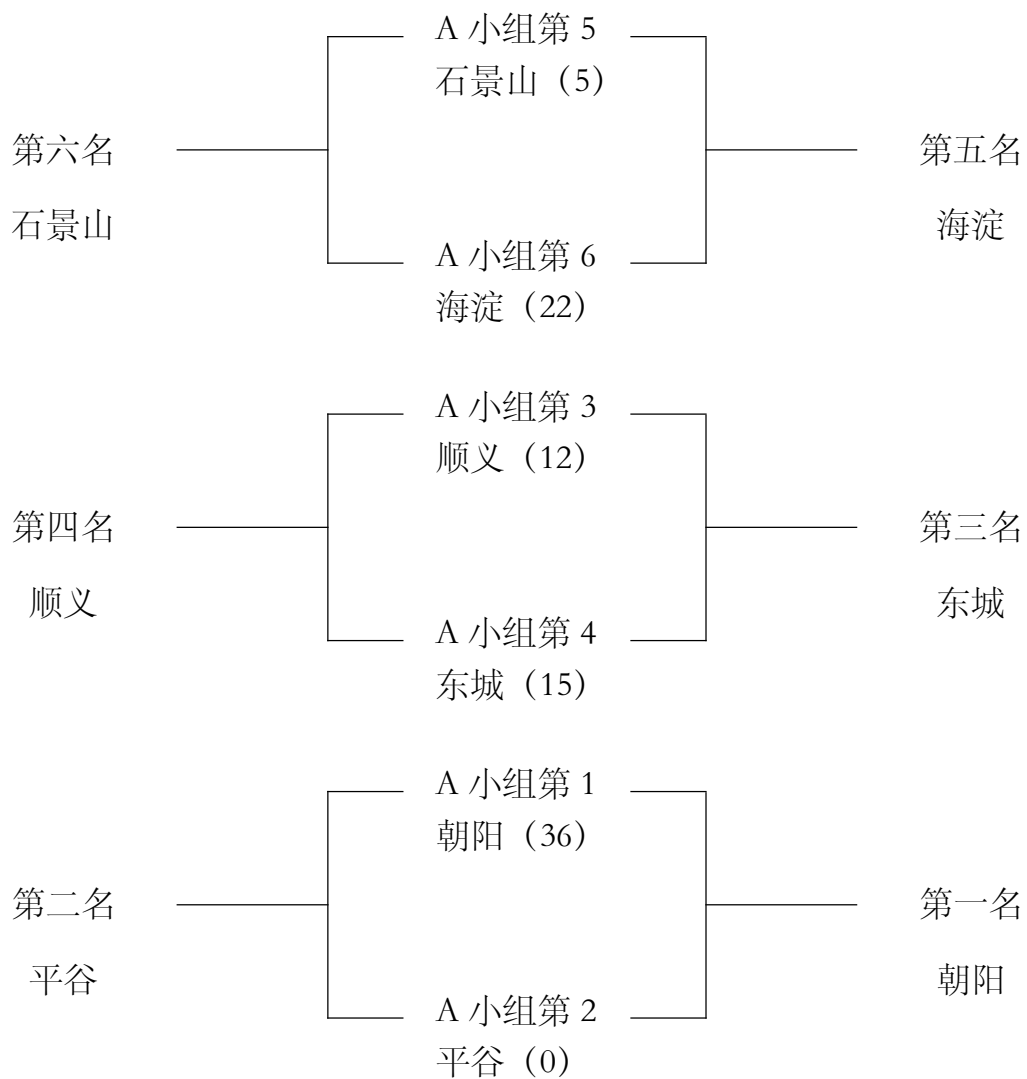 A 小组第 5
石景山（5）
第六名
第五名
石景山
海淀
A 小组第 6
海淀（22）
A 小组第 3
顺义（12）
第四名
第三名
顺义
东城
A 小组第 4
东城（15）
A 小组第 1
朝阳（36）
第二名
第一名
平谷
朝阳
A 小组第 2
平谷（0）